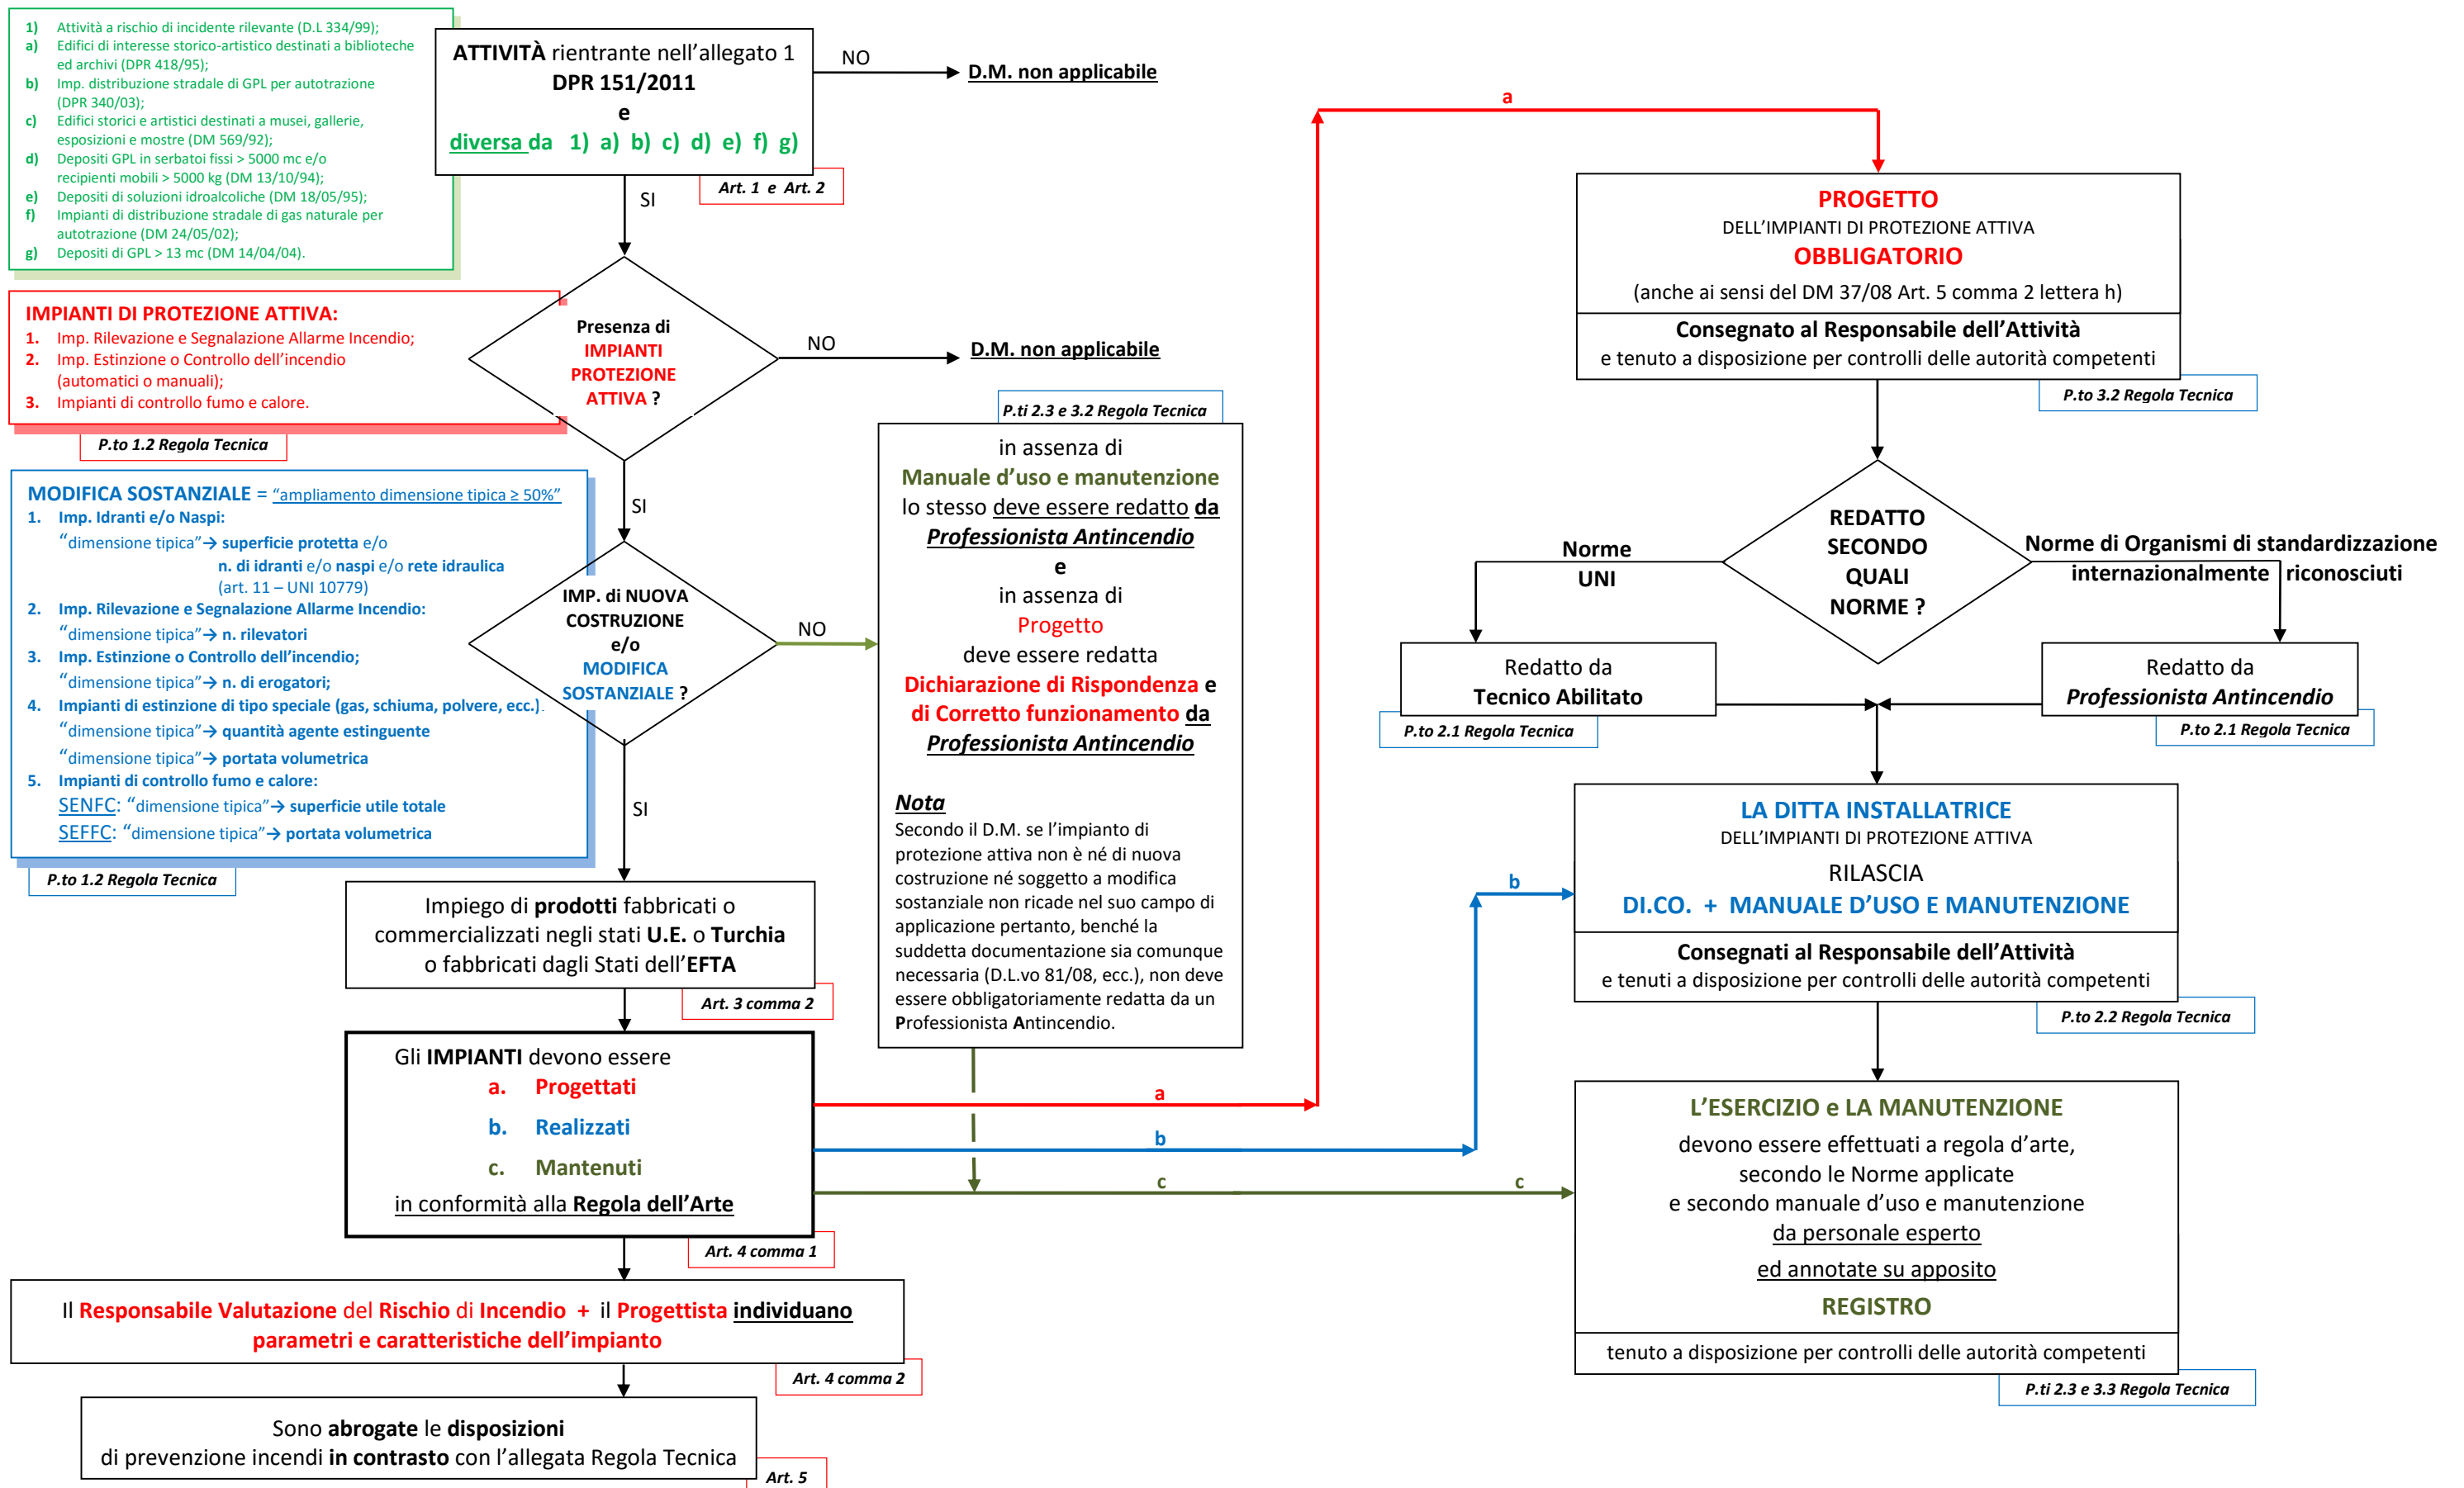 1) Attività a rischio di incidente rilevante (D.L 334/99);
a) Edifici di interesse storico-artistico destinati a biblioteche
ed archivi (DPR 418/95);
b) Imp. distribuzione stradale di GPL per autotrazione
(DPR 340/03);
c) Edifici storici e artistici destinati a musei, gallerie,
esposizioni e mostre (DM 569/92);
d) Depositi GPL in serbatoi fissi > 5000 mc e/o
recipienti mobili > 5000 kg (DM 13/10/94);
e) Depositi di soluzioni idroalcoliche (DM 18/05/95);
f) Impianti di distribuzione stradale di gas naturale per
autotrazione (DM 24/05/02);
g) Depositi di GPL > 13 mc (DM 14/04/04).
ATTIVITÀ rientrante nell'allegato 1
DPR 151/2011
e
diversa da 1) a) b) c) d) e) f) g)
Art. 1 e Art. 2
NO
D.M. non applicabile
SI
IMPIANTI DI PROTEZIONE ATTIVA:
1. Imp. Rilevazione e Segnalazione Allarme Incendio;
2. Imp. Estinzione o Controllo dell'incendio
(automatici o manuali);
3. Impianti di controllo fumo e calore.
P.to 1.2 Regola Tecnica
Presenza di
IMPIANTI
PROTEZIONE
ATTIVA ?
NO
D.M. non applicabile
SI
MODIFICA SOSTANZIALE = "ampliamento dimensione tipica ≥ 50%"
1. Imp. Idranti e/o Naspi:
"dimensione tipica"→ superficie protetta e/o
n. di idranti e/o naspi e/o rete idraulica
(art. 11 – UNI 10779)
2. Imp. Rilevazione e Segnalazione Allarme Incendio:
"dimensione tipica"→ n. rilevatori
3. Imp. Estinzione o Controllo dell'incendio;
"dimensione tipica"→ n. di erogatori;
4. Impianti di estinzione di tipo speciale (gas, schiuma, polvere, ecc.).
"dimensione tipica"→ quantità agente estinguente
"dimensione tipica"→ portata volumetrica
5. Impianti di controllo fumo e calore:
SENFC: "dimensione tipica"→ superficie utile totale
SEFFC: "dimensione tipica"→ portata volumetrica
P.to 1.2 Regola Tecnica
IMP. di NUOVA
COSTRUZIONE
e/o
MODIFICA
SOSTANZIALE ?
NO
SI
P.ti 2.3 e 3.2 Regola Tecnica
in assenza di
Manuale d'uso e manutenzione
lo stesso deve essere redatto da
Professionista Antincendio
e
in assenza di
Progetto
deve essere redatta
Dichiarazione di Rispondenza e
di Corretto funzionamento da
Professionista Antincendio
Nota
Secondo il D.M. se l'impianto di
protezione attiva non è né di nuova
costruzione né soggetto a modifica
sostanziale non ricade nel suo campo di
applicazione pertanto, benché la
suddetta documentazione sia comunque
necessaria (D.L.vo 81/08, ecc.), non deve
essere obbligatoriamente redatta da un
Professionista Antincendio.
Impiego di prodotti fabbricati o
commercializzati negli stati U.E. o Turchia
o fabbricati dagli Stati dell'EFTA
Art. 3 comma 2
Gli IMPIANTI devono essere
a. Progettati
b. Realizzati
c. Mantenuti
in conformità alla Regola dell'Arte
Art. 4 comma 1
a
b
c
Il Responsabile Valutazione del Rischio di Incendio + il Progettista individuano
parametri e caratteristiche dell'impianto
Art. 4 comma 2
Sono abrogate le disposizioni
di prevenzione incendi in contrasto con l'allegata Regola Tecnica
Art. 5
a
PROGETTO
DELL'IMPIANTI DI PROTEZIONE ATTIVA
OBBLIGATORIO
(anche ai sensi del DM 37/08 Art. 5 comma 2 lettera h)
Consegnato al Responsabile dell'Attività
e tenuto a disposizione per controlli delle autorità competenti
P.to 3.2 Regola Tecnica
REDATTO
SECONDO
QUALI
NORME ?
Norme
UNI
Norme di Organismi di standardizzazione
internazionalmente riconosciuti
Redatto da
Tecnico Abilitato
P.to 2.1 Regola Tecnica
Redatto da
Professionista Antincendio
P.to 2.1 Regola Tecnica
b
LA DITTA INSTALLATRICE
DELL'IMPIANTI DI PROTEZIONE ATTIVA
RILASCIA
DI.CO. + MANUALE D'USO E MANUTENZIONE
Consegnati al Responsabile dell'Attività
e tenuti a disposizione per controlli delle autorità competenti
P.to 2.2 Regola Tecnica
c
L'ESERCIZIO e LA MANUTENZIONE
devono essere effettuati a regola d'arte,
secondo le Norme applicate
e secondo manuale d'uso e manutenzione
da personale esperto
ed annotate su apposito
REGISTRO
tenuto a disposizione per controlli delle autorità competenti
P.ti 2.3 e 3.3 Regola Tecnica